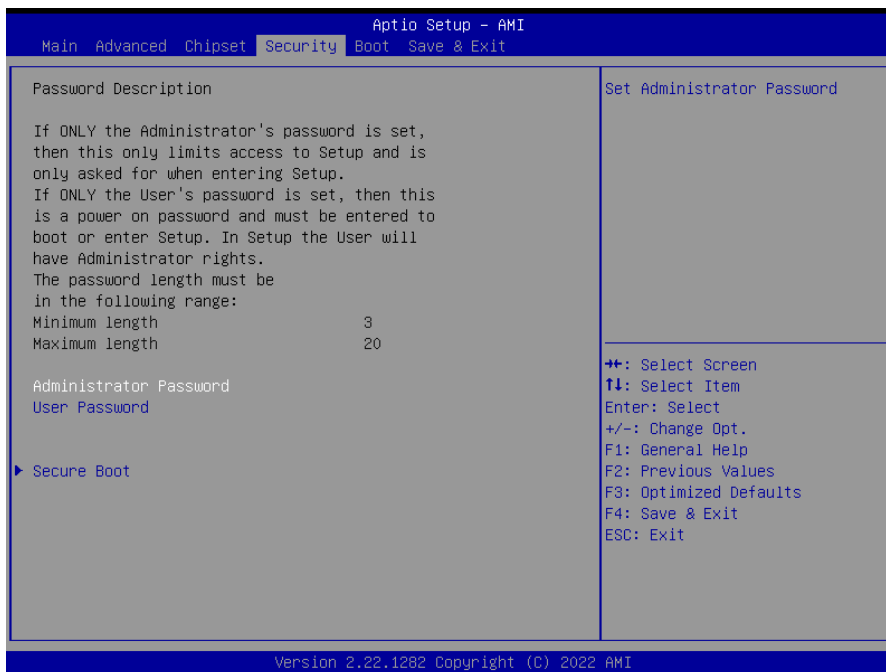 Aptio Setup – AMI
Main Advanced Chipset Security Boot Save & Exit
Password Description
If ONLY the Administrator's password is set,
then this only limits access to Setup and is
only asked for when entering Setup.
If ONLY the User's password is set, then this
is a power on password and must be entered to
boot or enter Setup. In Setup the User will
have Administrator rights.
The password length must be
in the following range:
Minimum length 3
Maximum length 20
Administrator Password
User Password
Secure Boot
Set Administrator Password
→←: Select Screen
↑↓: Select Item
Enter: Select
+/-: Change Opt.
F1: General Help
F2: Previous Values
F3: Optimized Defaults
F4: Save & Exit
ESC: Exit
Version 2.22.1282 Copyright (C) 2022 AMI